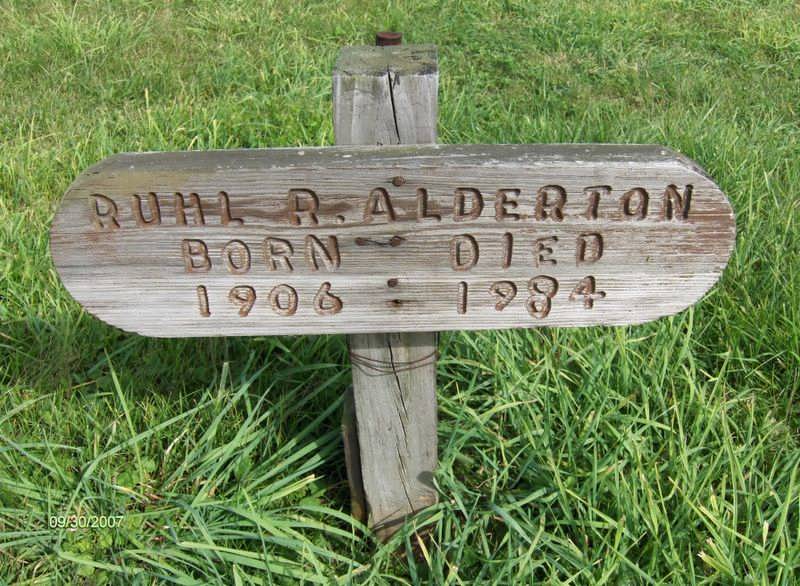 RUHL R. ALDERTON
BORN DIED
1906 1984
09/30/2007